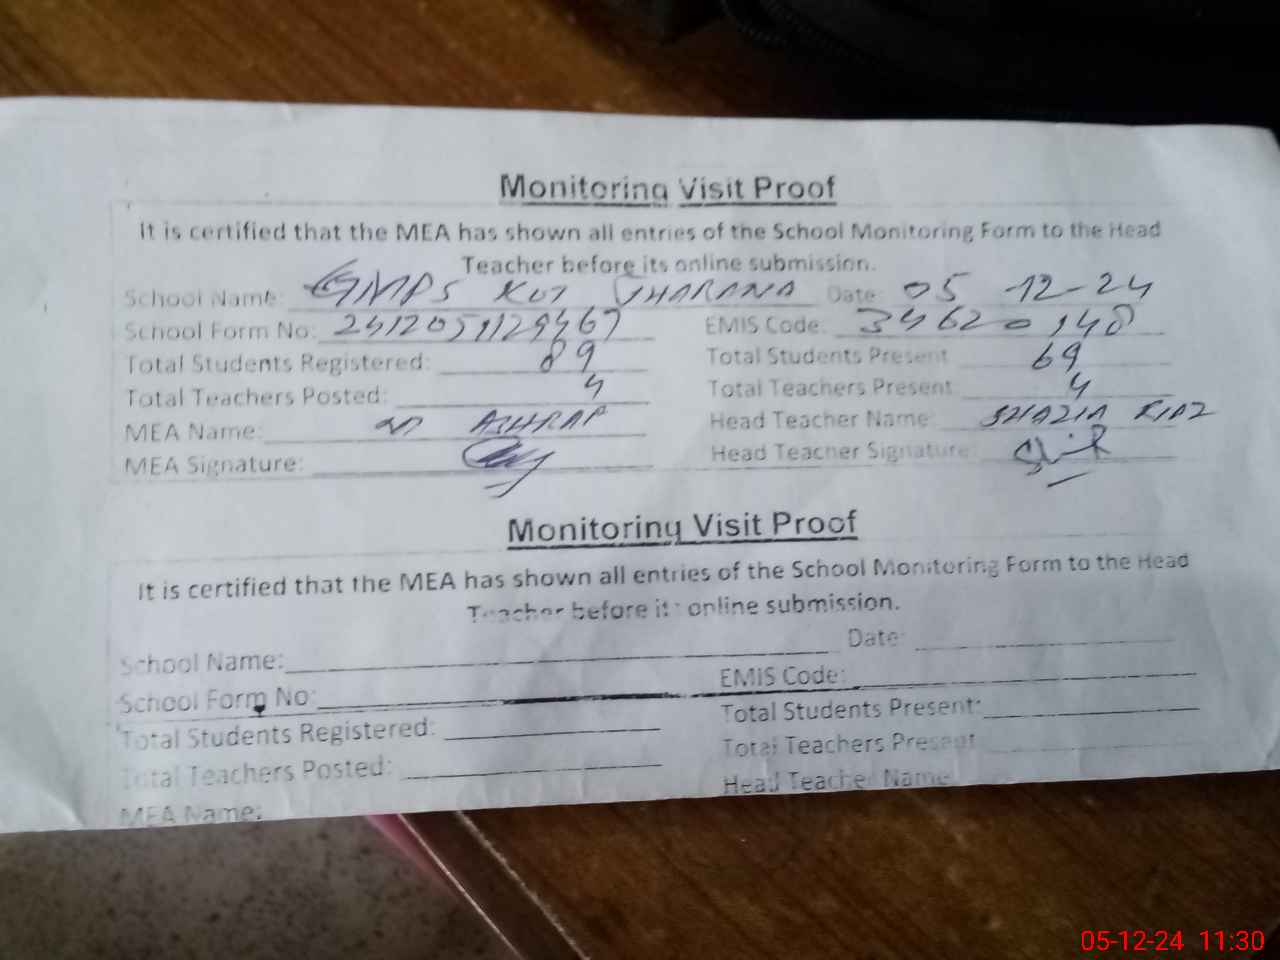 Monitoring Visit Proof
It is certified that the MEA has shown all entries of the School Monitoring Form to the Head
Teacher before its online submission.
School Name: GMPS KOT Date: 05-12-24
School Form No: EMIS Code: 34620148
Total Students Registered: 89 Total Students Present 69
Total Teachers Posted: 4 Total Teachers Present 4
MEA Name: M ASHRAF Head Teacher Name: SHAZIA RIAZ
MEA Signature: Head Teacher Signature:
Monitoring Visit Proof
It is certified that the MEA has shown all entries of the School Monitoring Form to the Head
Teacher before its online submission.
School Name: Date:
School Form No: EMIS Code:
Total Students Registered: Total Students Present:
Total Teachers Posted: Total Teachers Present
MEA Name: Head Teacher Name
05-12-24 11:30